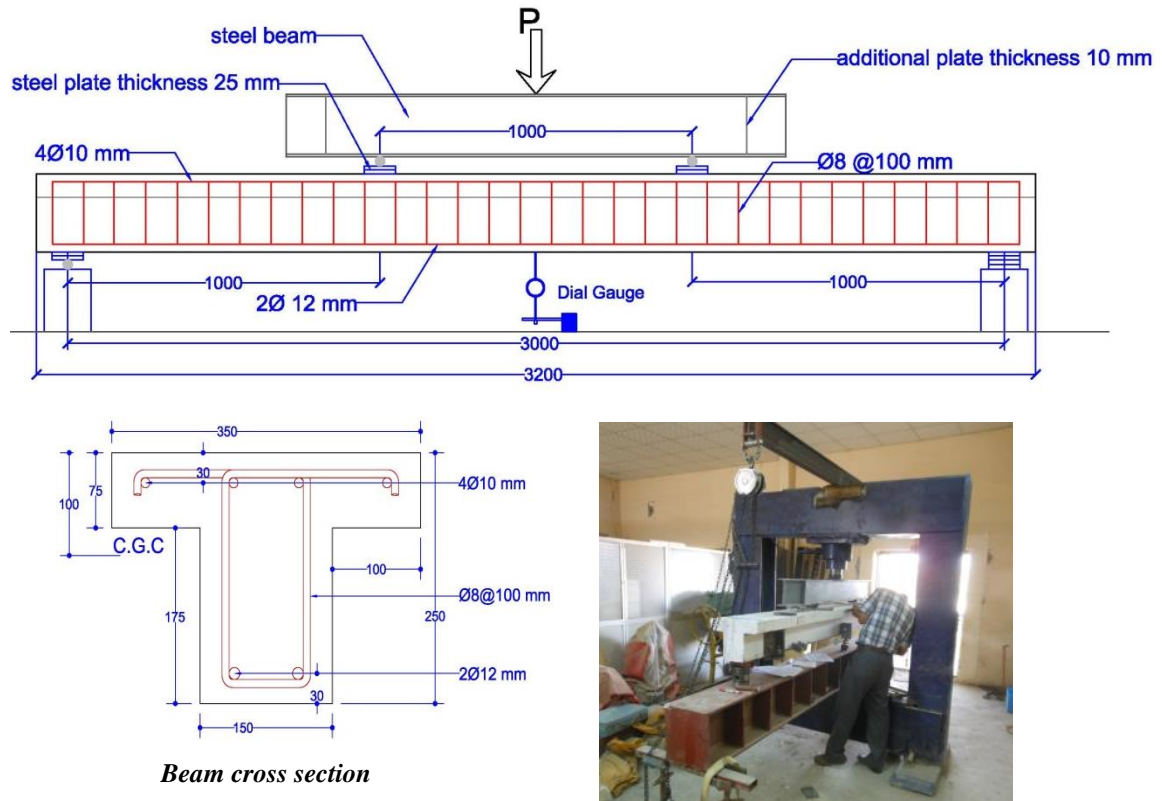 P
steel beam
steel plate thickness 25 mm
additional plate thickness 10 mm
1000
4Ø10 mm
Ø8 @100 mm
1000
2Ø 12 mm
Dial Gauge
1000
3000
3200
350
30
75
100
4Ø10 mm
C.G.C
100
Ø8@100 mm
175
250
2Ø12 mm
30
150
Beam cross section